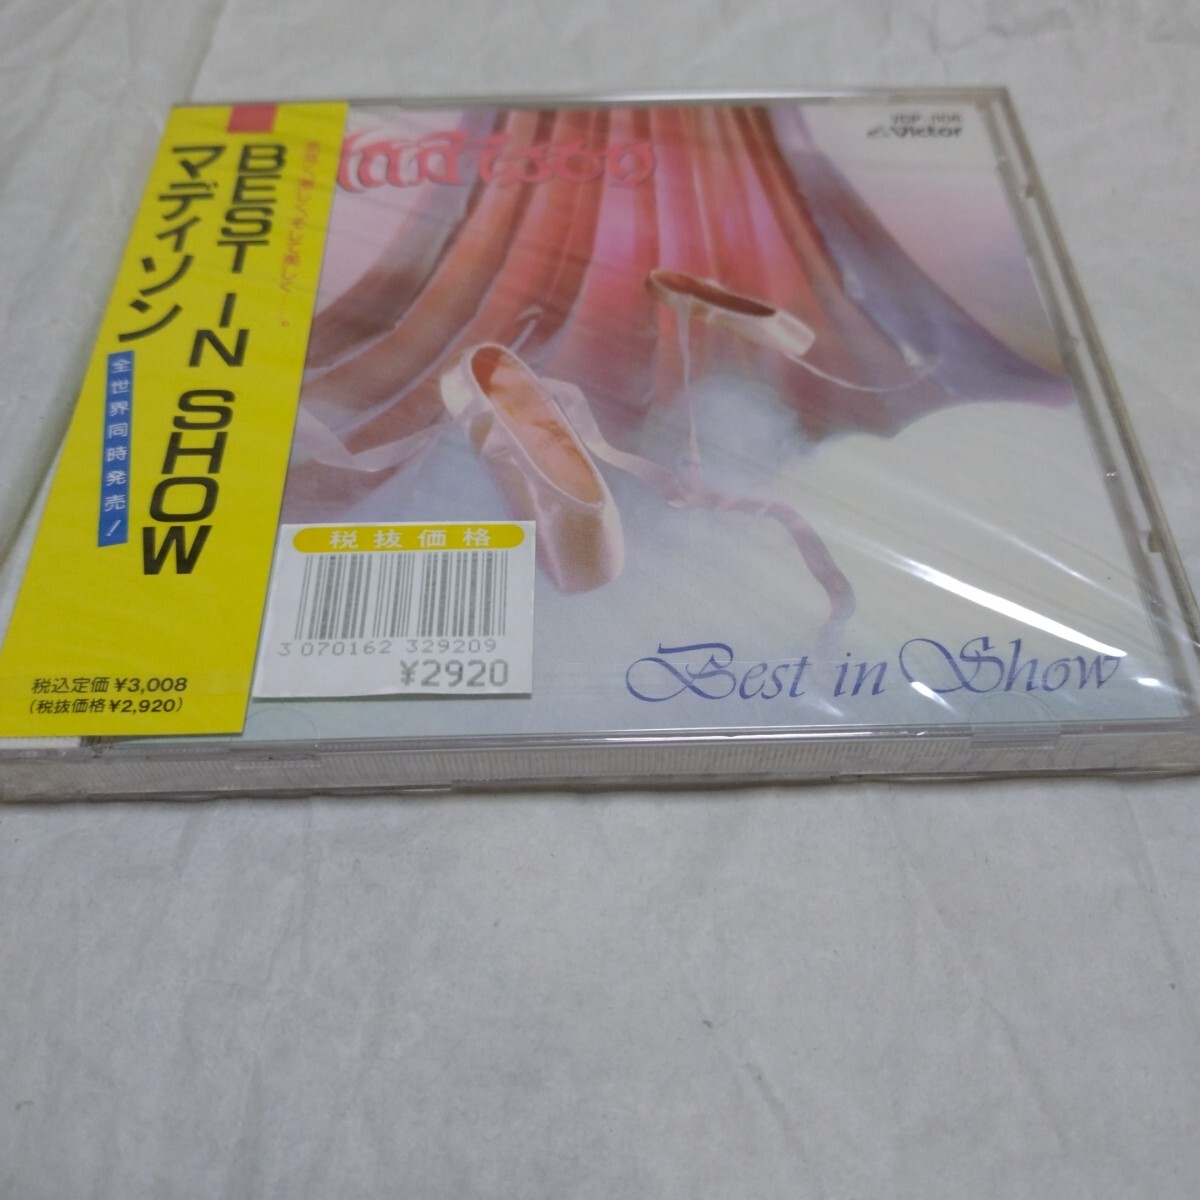 BEST IN SHOW
マディソン
全世界同時発売!
税込定価¥3,008
(税抜価格¥2,920)
税抜価格
3 070162 329209
¥2920
Victor
Best in Show